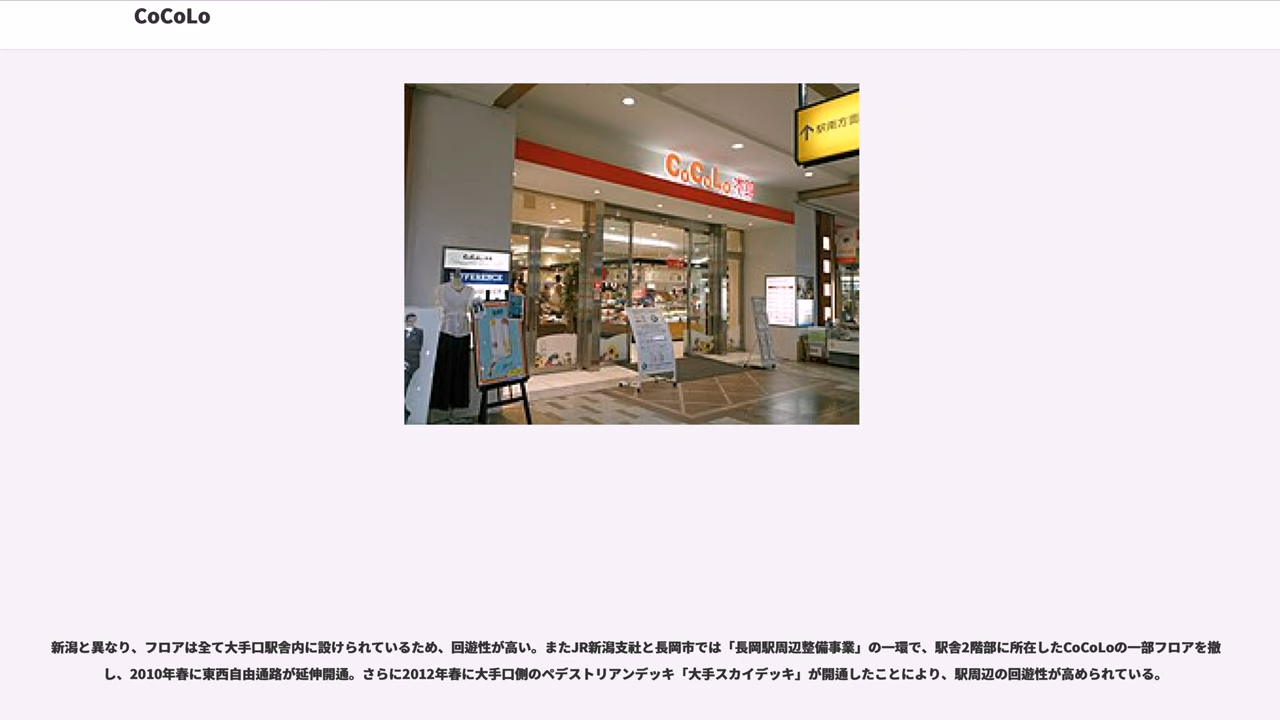 CoCoLo
CoCoLo 本館
駅南方面
DIFFERENCE
新潟と異なり、フロアは全て大手口駅舎内に設けられているため、回遊性が高い。またJR新潟支社と長岡市では「長岡駅周辺整備事業」の一環で、駅舎2階部に所在したCoCoLoの一部フロアを撤
し、2010年春に東西自由通路が延伸開通。さらに2012年春に大手口側のペデストリアンデッキ「大手スカイデッキ」が開通したことにより、駅周辺の回遊性が高められている。